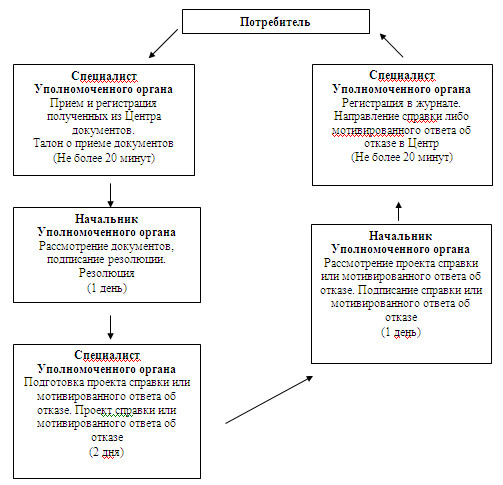 Потребитель
Специалист
Уполномоченного органа
Прием и регистрация
полученных из Центра
документов.
Талон о приеме документов
(Не более 20 минут)
Начальник
Уполномоченного органа
Рассмотрение документов,
подписание резолюции.
Резолюция
(1 день)
Специалист
Уполномоченного органа
Подготовка проекта справки или
мотивированного ответа об
отказе. Проект справки или
мотивированного ответа об
отказе
(2 дня)
Начальник
Уполномоченного органа
Рассмотрение проекта справки
или мотивированного ответа об
отказе. Подписание справки или
мотивированного ответа об
отказе
(1 день)
Специалист
Уполномоченного органа
Регистрация в журнале.
Направление справки либо
мотивированного ответа об
отказе в Центр
(Не более 20 минут)